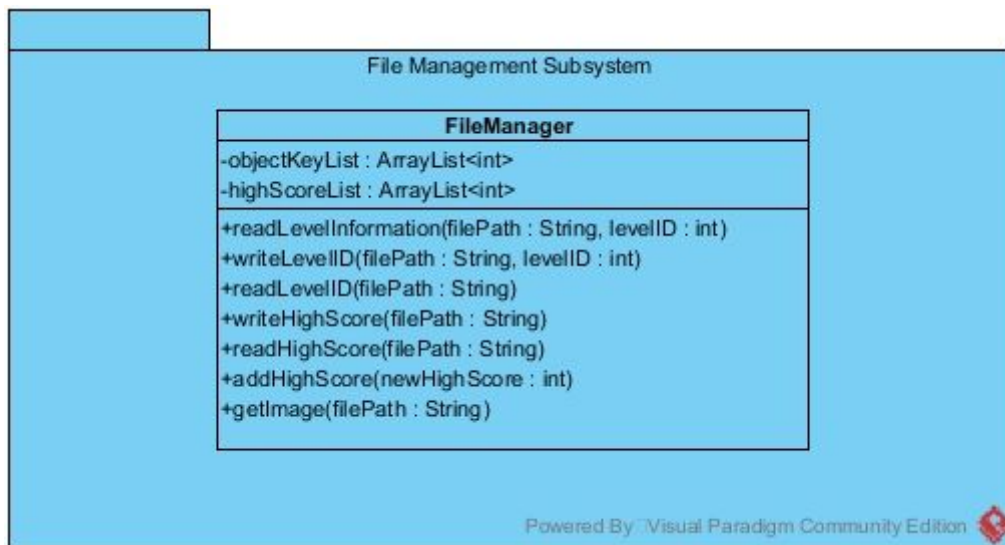 File Management Subsystem
FileManager
-objectKeyList : ArrayList<int>
-highScoreList : ArrayList<int>
+readLevelInformation(filePath : String, levelID : int)
+writeLevelID(filePath : String, levelID : int)
+readLevelID(filePath : String)
+writeHighScore(filePath : String)
+readHighScore(filePath : String)
+addHighScore(newHighScore : int)
+getImage(filePath : String)
Powered By Visual Paradigm Community Edition